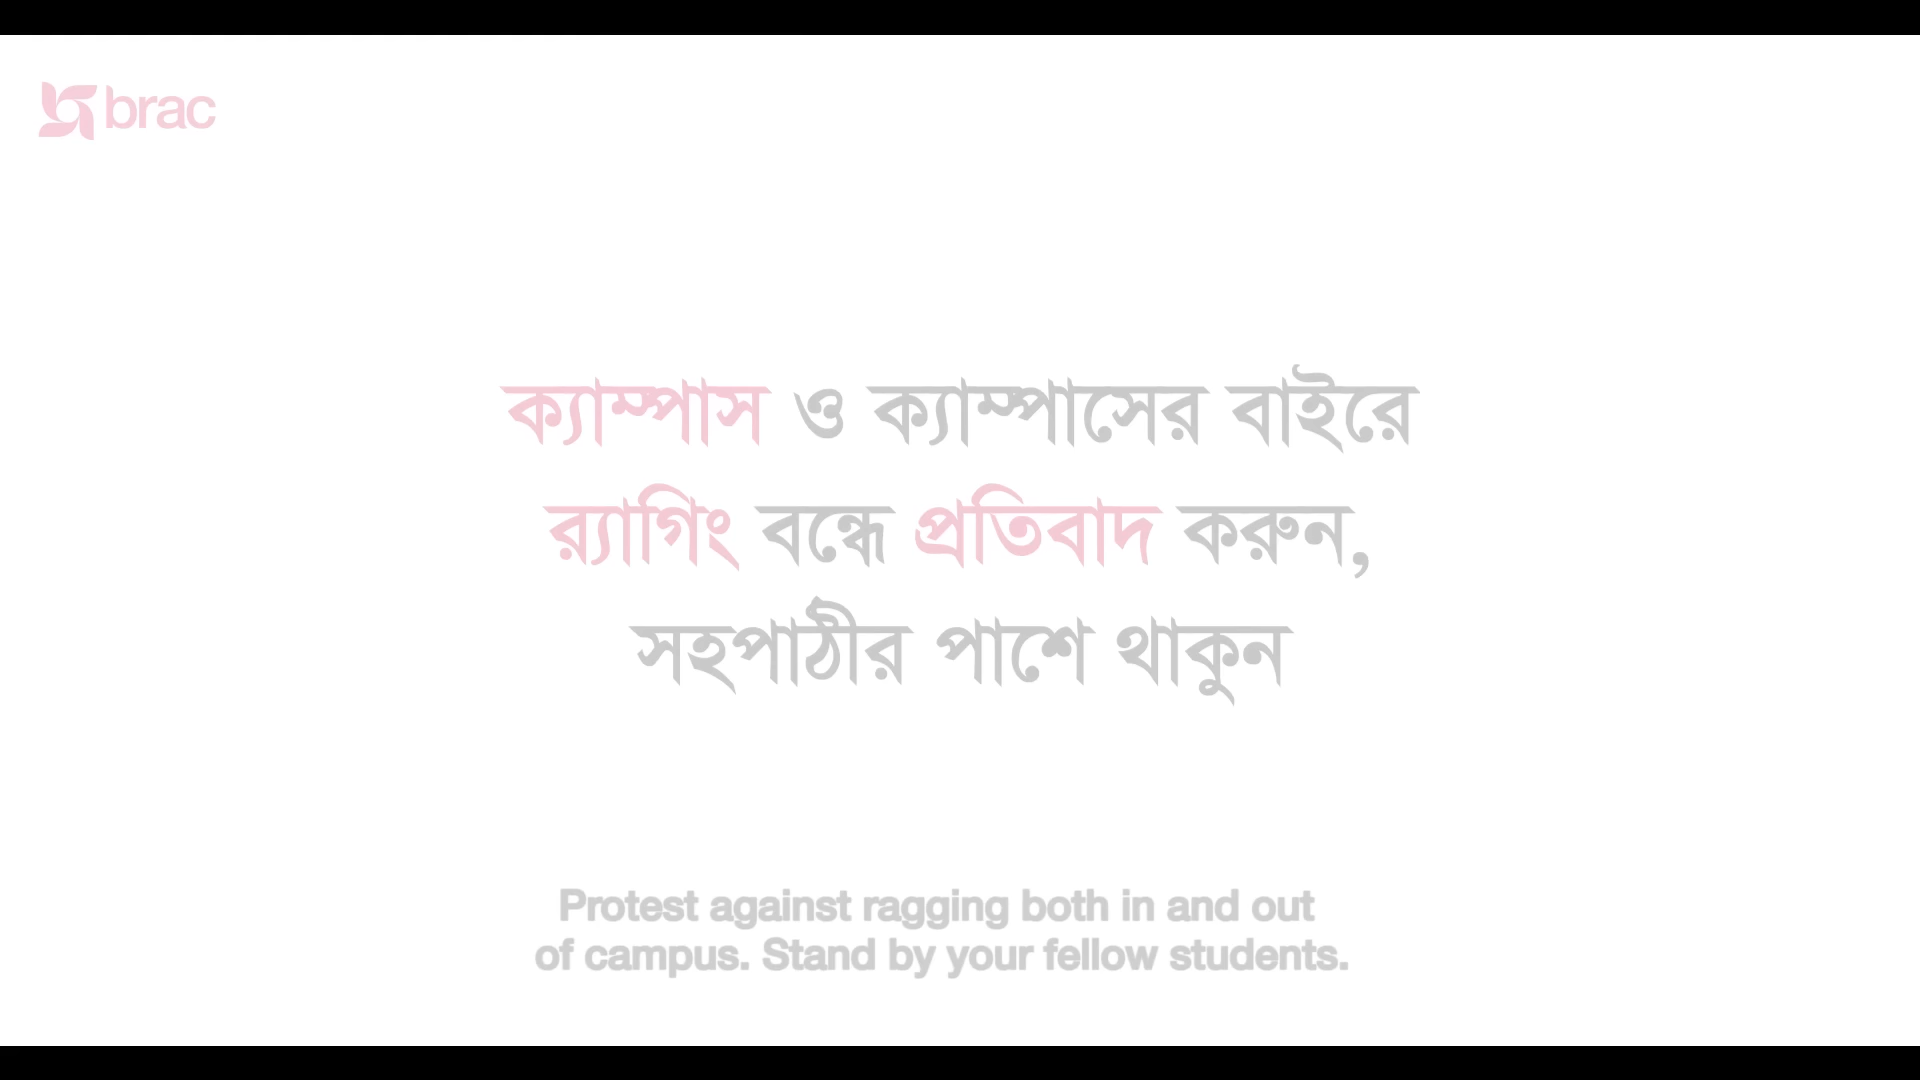 brac
ক্যাম্পাস ও ক্যাম্পাসের বাইরে
র‍্যাগিং বন্ধে প্রতিবাদ করুন,
সহপাঠীর পাশে থাকুন
Protest against ragging both in and out
of campus. Stand by your fellow students.